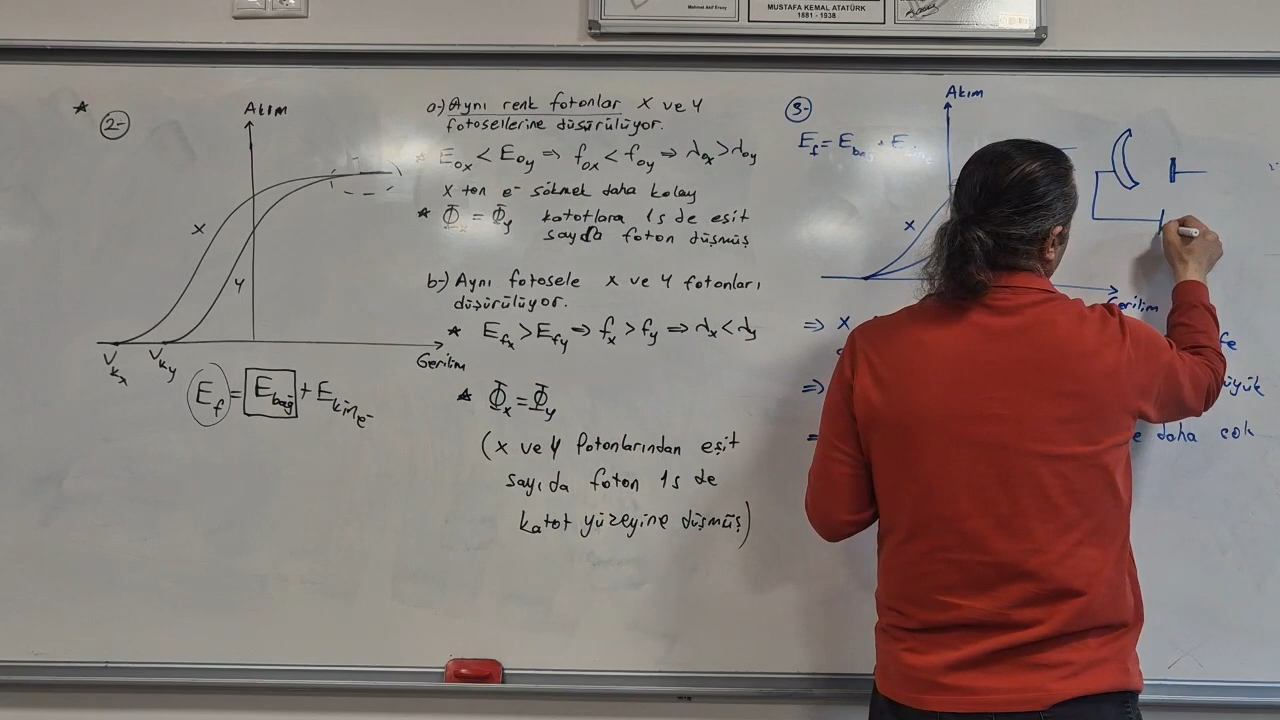 Mehmet Akif Ersoy
MUSTAFA KEMAL ATATÜRK
1881 - 1938
2-)
Akım
X
Y
Vkx
Vky
Gerilim
Ef = Ebağ + Ekin e-
a-) Aynı renk fotonlar X ve Y
fotosellerine düşürülüyor.
Eox < Eoy ⇒ fox < foy ⇒ λox > λoy
X ten e- sökmek daha kolay
Φx = Φy katotlara 1s de eşit
sayıda foton düşmüş
b-) Aynı fotosele X ve Y fotonları
düşürülüyor.
Efx > Efy ⇒ fx > fy ⇒ λx < λy
Φx = Φy
(X ve Y fotonlarından eşit
sayıda foton 1s de
katot yüzeyine düşmüş)
3-)
Akım
Ef = Ebağ +
X
Gerilim
⇒ X
⇒
e daha çok